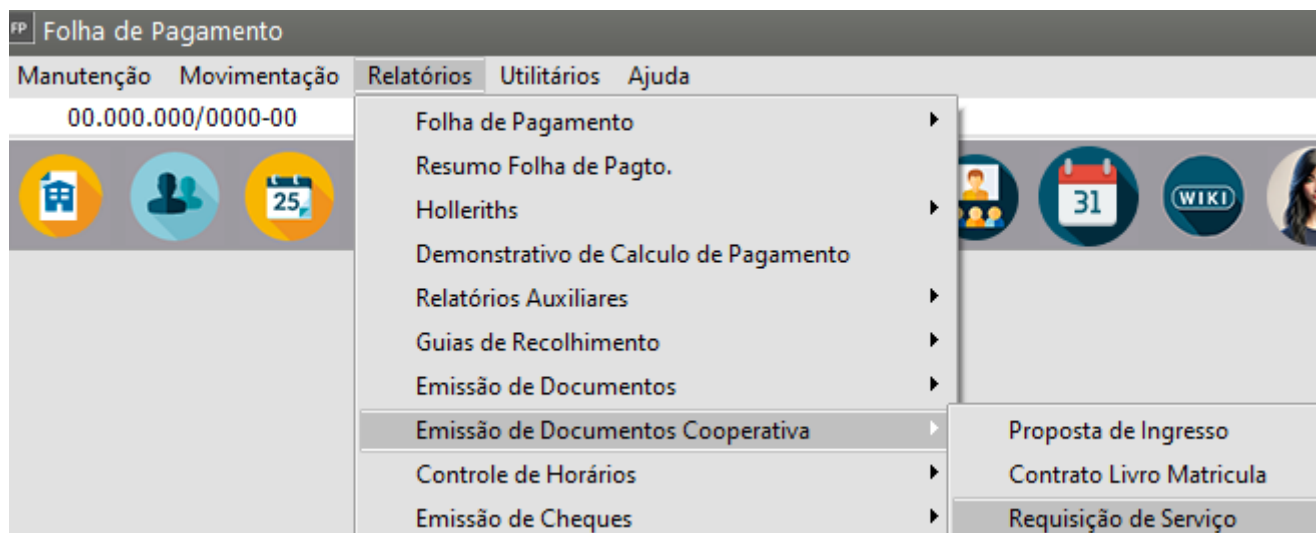 FP Folha de Pagamento
Manutenção Movimentação Relatórios Utilitários Ajuda
00.000.000/0000-00
25
31
WIKI
Folha de Pagamento
Resumo Folha de Pagto.
Holleriths
Demonstrativo de Calculo de Pagamento
Relatórios Auxiliares
Guias de Recolhimento
Emissão de Documentos
Emissão de Documentos Cooperativa
Controle de Horários
Emissão de Cheques
Proposta de Ingresso
Contrato Livro Matricula
Requisição de Serviço